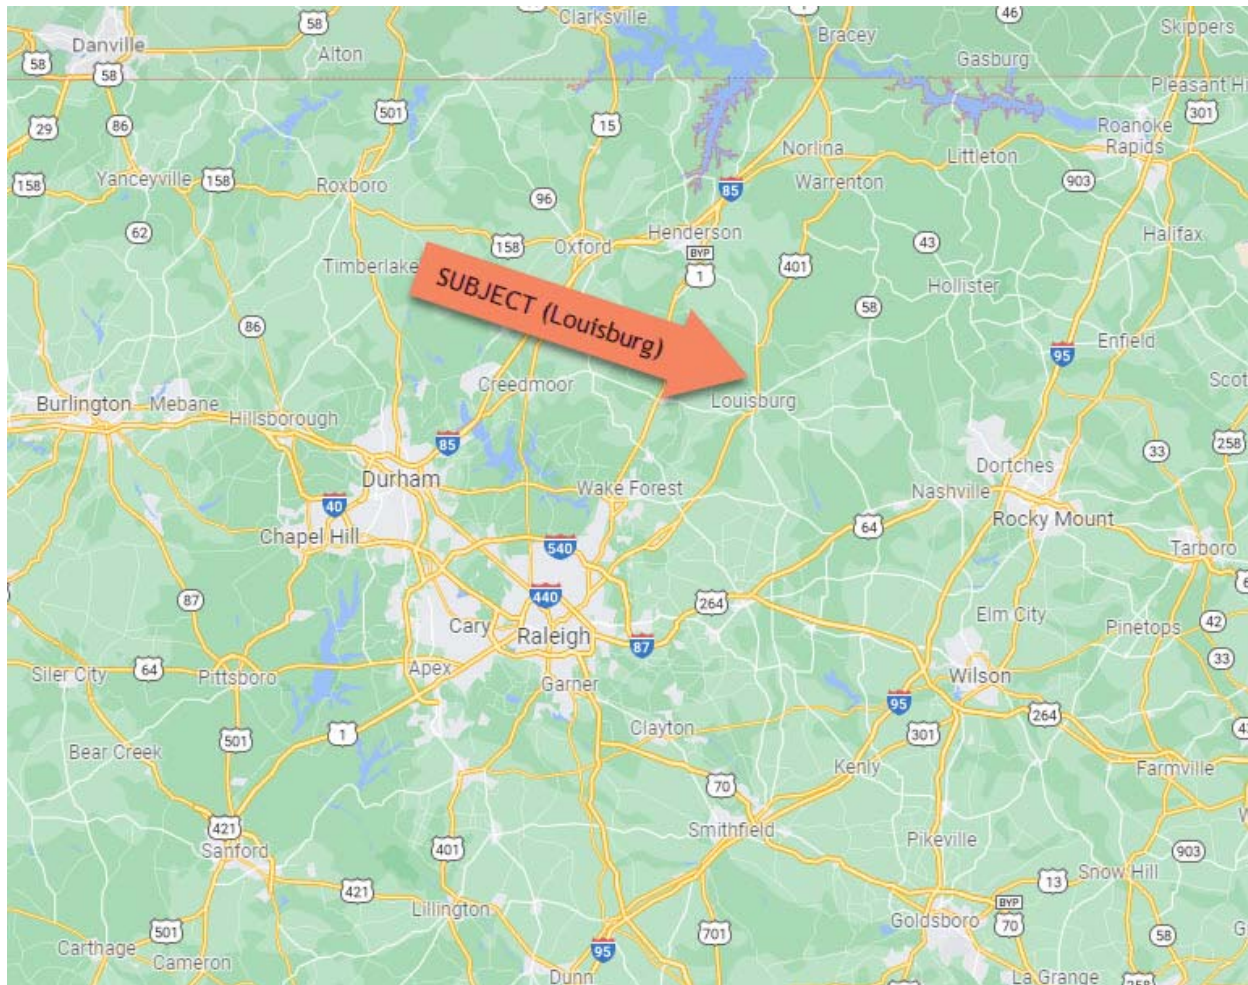 58
Clarksville
46
Skippers
Danville
Bracey
58
Alton
Gasburg
58
Pleasant Hi
501
301
29
86
15
Roanoke
Rapids
Norlina
Littleton
158
Yanceyville
158
Roxboro
85
Warrenton
903
96
62
158
Oxford
Henderson
43
Halifax
BYP
1
Timberlake
401
SUBJECT (Louisburg)
Hollister
58
86
Enfield
95
Creedmoor
Scot
Burlington
Mebane
Hillsborough
Louisburg
85
258
33
Durham
Dortches
Wake Forest
Nashville
40
Chapel Hill
64
Rocky Mount
540
Tarboro
6
87
440
264
Elm City
Cary
Raleigh
42
Pinetops
87
33
Siler City
64
Pittsboro
Apex
Garner
Wilson
95
264
501
1
Clayton
301
43
Bear Creek
Kenly
Farmville
70
421
Smithfield
W
Sanford
401
Pikeville
903
Snow Hill
421
13
Lillington
BYP
70
Goldsboro
501
701
58
G
Carthage
95
Cameron
Dunn
La Grange
258